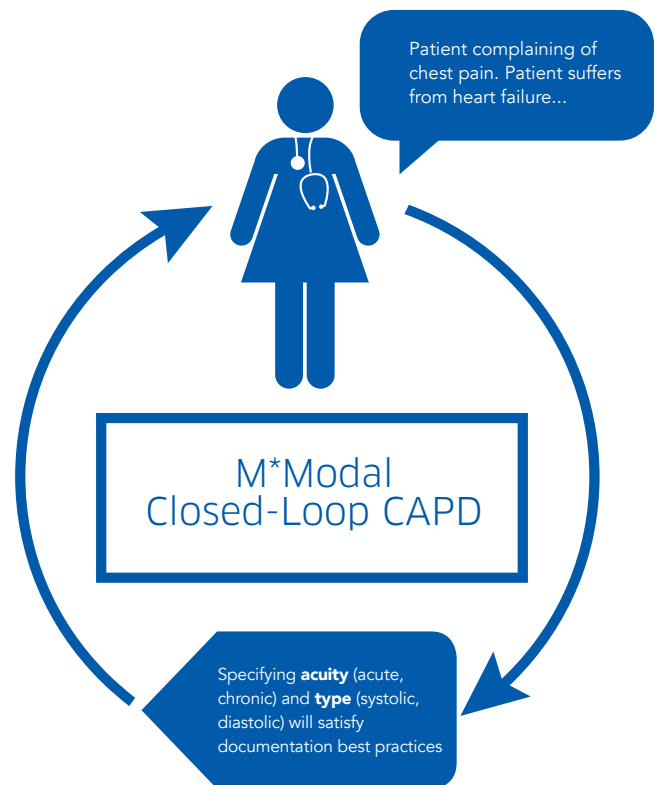 Patient complaining of
chest pain. Patient suffers
from heart failure...
M*Modal
Closed-Loop CAPD
Specifying acuity (acute,
chronic) and type (systolic,
diastolic) will satisfy
documentation best practices